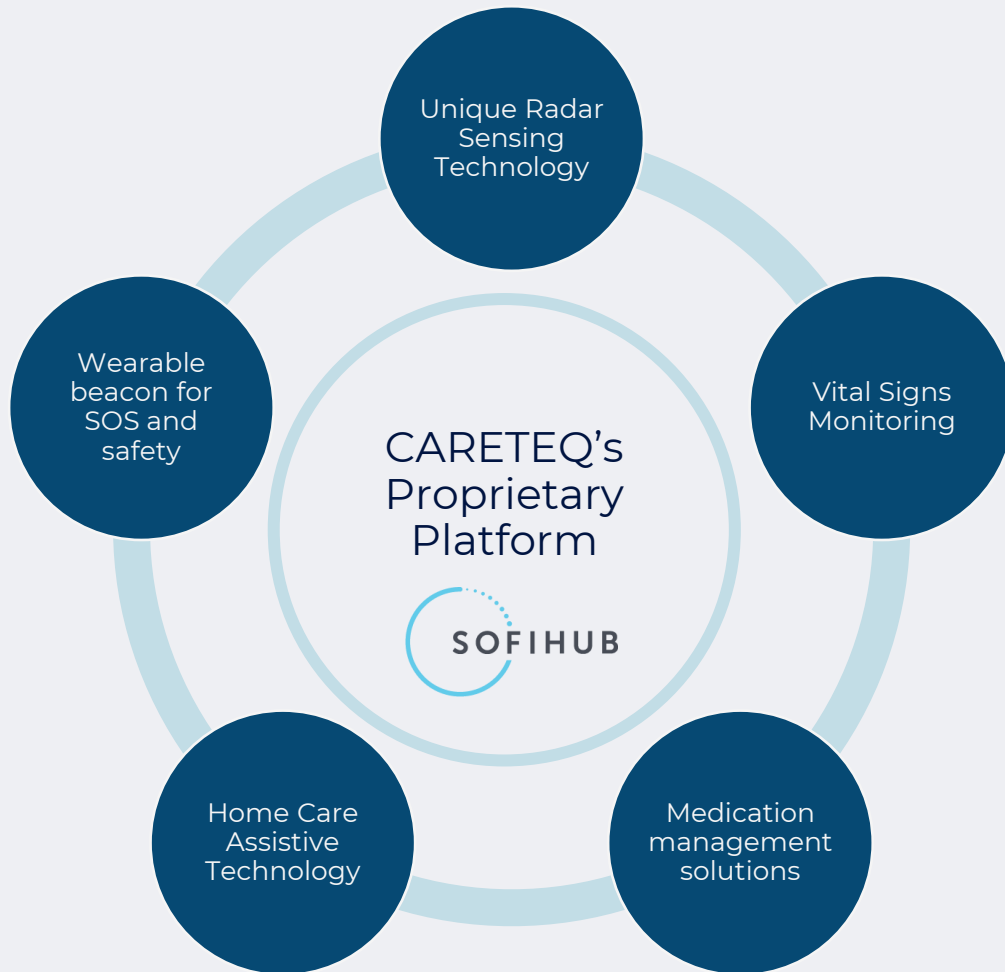 Unique Radar
Sensing
Technology
Wearable
beacon for
SOS and
safety
Vital Signs
Monitoring
CARETEQ’s
Proprietary
Platform
SOFIHUB
Home Care
Assistive
Technology
Medication
management
solutions